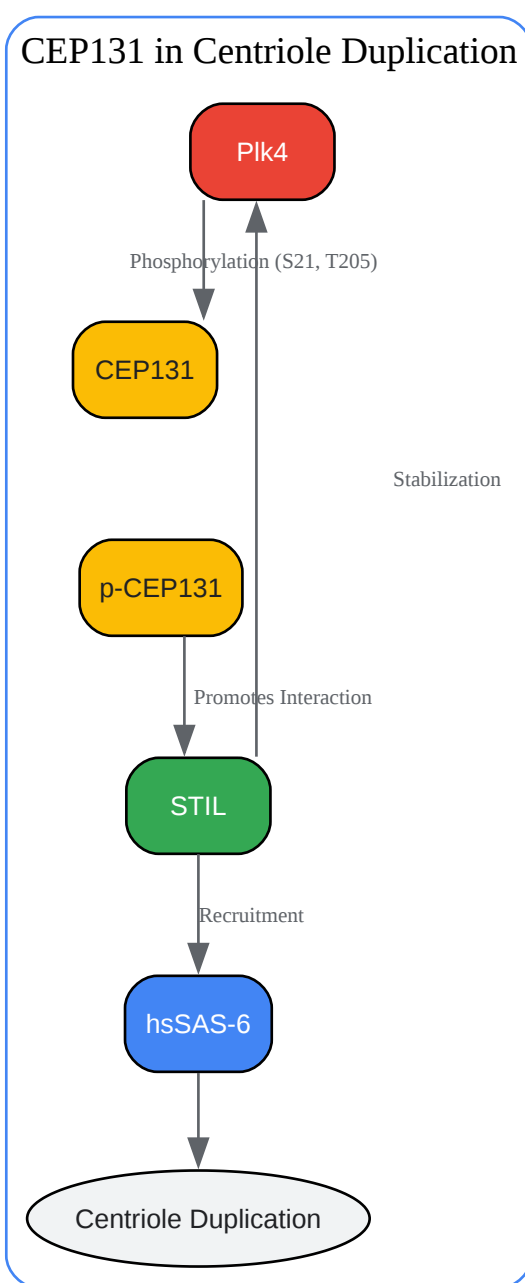 CEP131 in Centriole Duplication
Plk4
Phosphorylation (S21, T205)
CEP131
Stabilization
p-CEP131
Promotes Interaction
STIL
Recruitment
hsSAS-6
Centriole Duplication